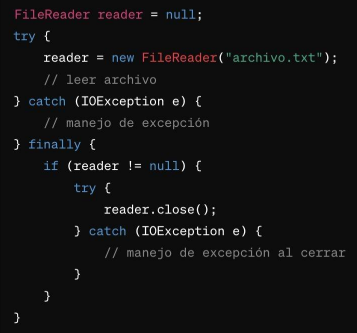 FileReader reader = null;
try {
    reader = new FileReader("archivo.txt");
    // leer archivo
} catch (IOException e) {
    // manejo de excepción
} finally {
    if (reader != null) {
        try {
            reader.close();
        } catch (IOException e) {
            // manejo de excepción al cerrar
        }
    }
}